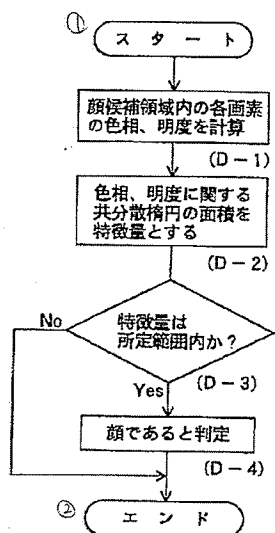 ①
スタート
顔候補領域内の各画素
の色相、明度を計算
(D－1)
色相、明度に関する
共分散楕円の面積を
特徴量とする
(D－2)
No
特徴量は
所定範囲内か?
(D－3)
Yes
顔であると判定
(D－4)
②
エンド